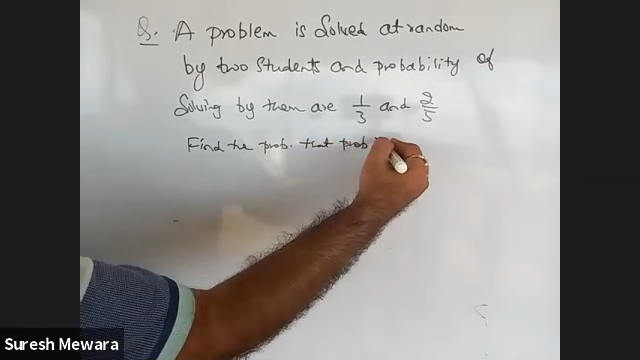 Q. A problem is Solved at random
by two Students and probability of
Solving by them are 1/3 and 2/5
Find the prob. that prob
Suresh Mewara